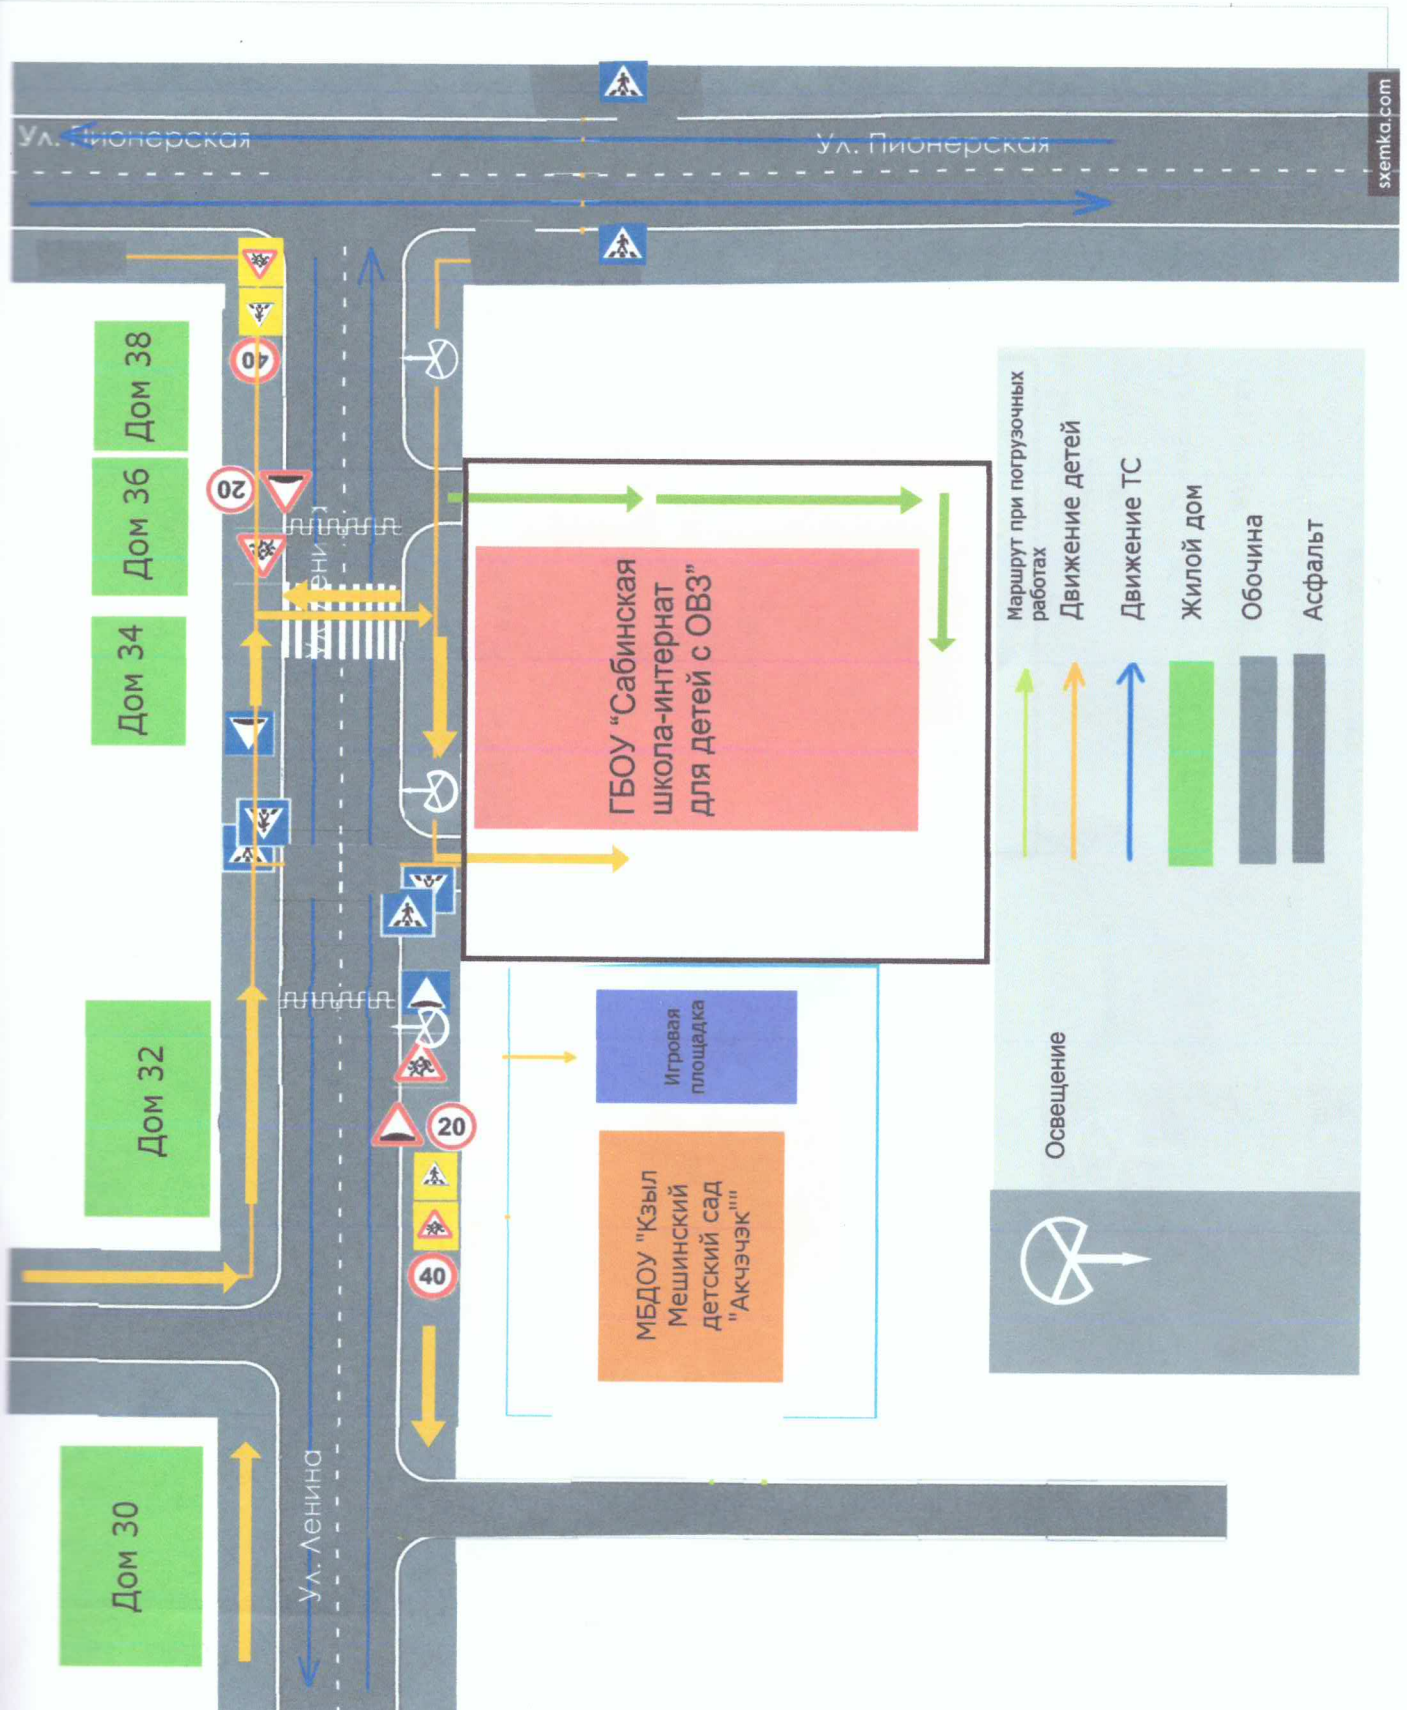 Ул. Пионерская
Ул. Пионерская
sxemka.com
40
20
Дом 38
Дом 36
Дом 34
Дом 32
Дом 30
ГБОУ "Сабинская
школа-интернат
для детей с ОВЗ"
Игровая
площадка
МБДОУ "Кзыл
Мешинский
детский сад
"Акчэчэк""
20
40
Ул. Ленина
Маршрут при погрузочных
работах
Движение детей
Движение ТС
Жилой дом
Обочина
Асфальт
Освещение